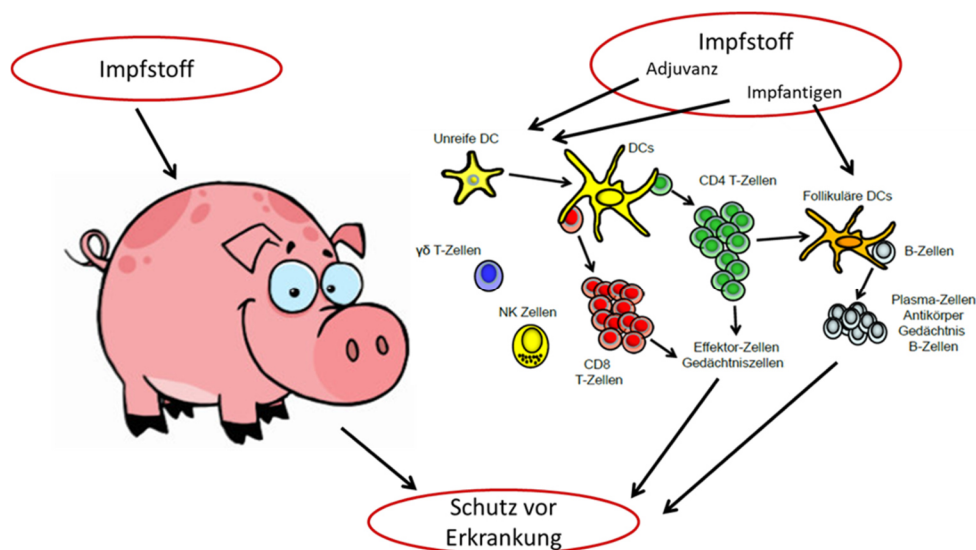 Impfstoff
Impfstoff
Adjuvanz
Impfantigen
Unreife DC
DCs
CD4 T-Zellen
Follikuläre DCs
γδ T-Zellen
B-Zellen
NK Zellen
Plasma-Zellen
Antikörper
Gedächtnis
B-Zellen
CD8
T-Zellen
Effektor-Zellen
Gedächtniszellen
Schutz vor
Erkrankung